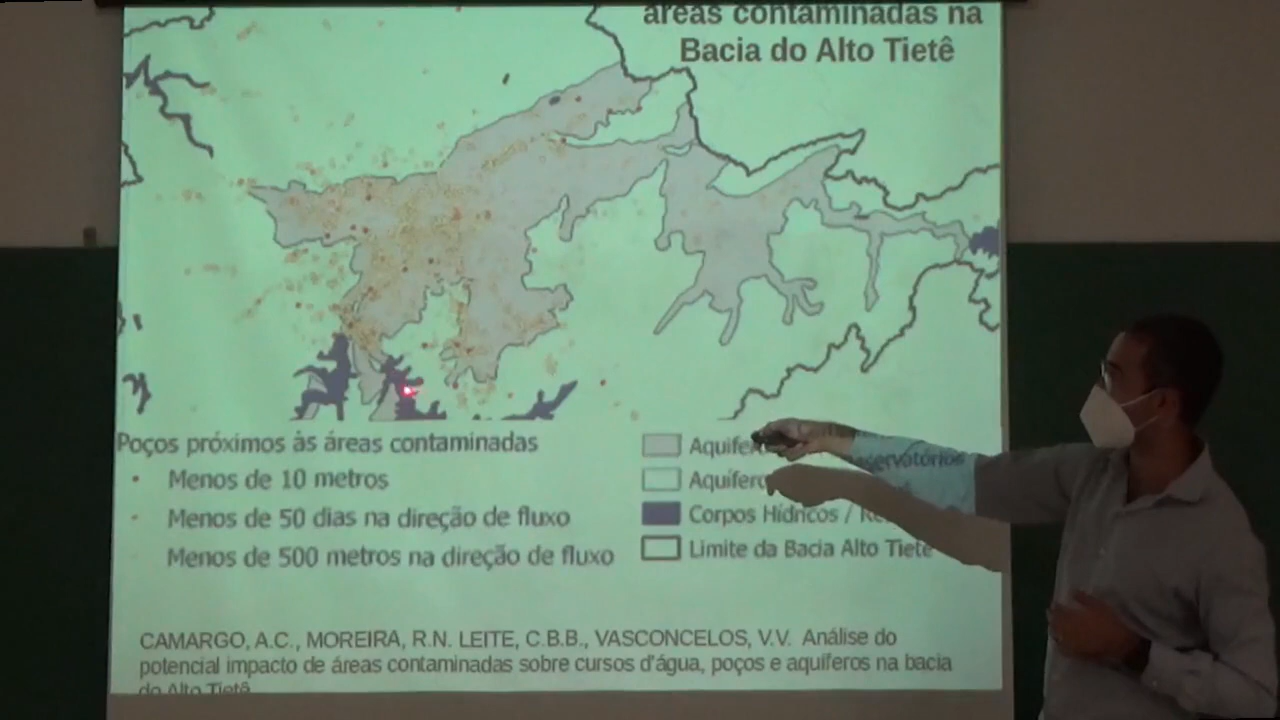 áreas contaminadas na
Bacia do Alto Tietê
Poços próximos às áreas contaminadas
Menos de 10 metros
Menos de 50 dias na direção de fluxo
Menos de 500 metros na direção de fluxo
Corpos Hídricos /
Limite da Bacia Alto Tietê
CAMARGO, A.C., MOREIRA, R.N. LEITE, C.B.B., VASCONCELOS, V.V. Análise do
potencial impacto de áreas contaminadas sobre cursos d'água, poços e aquíferos na bacia
do Alto Tietê